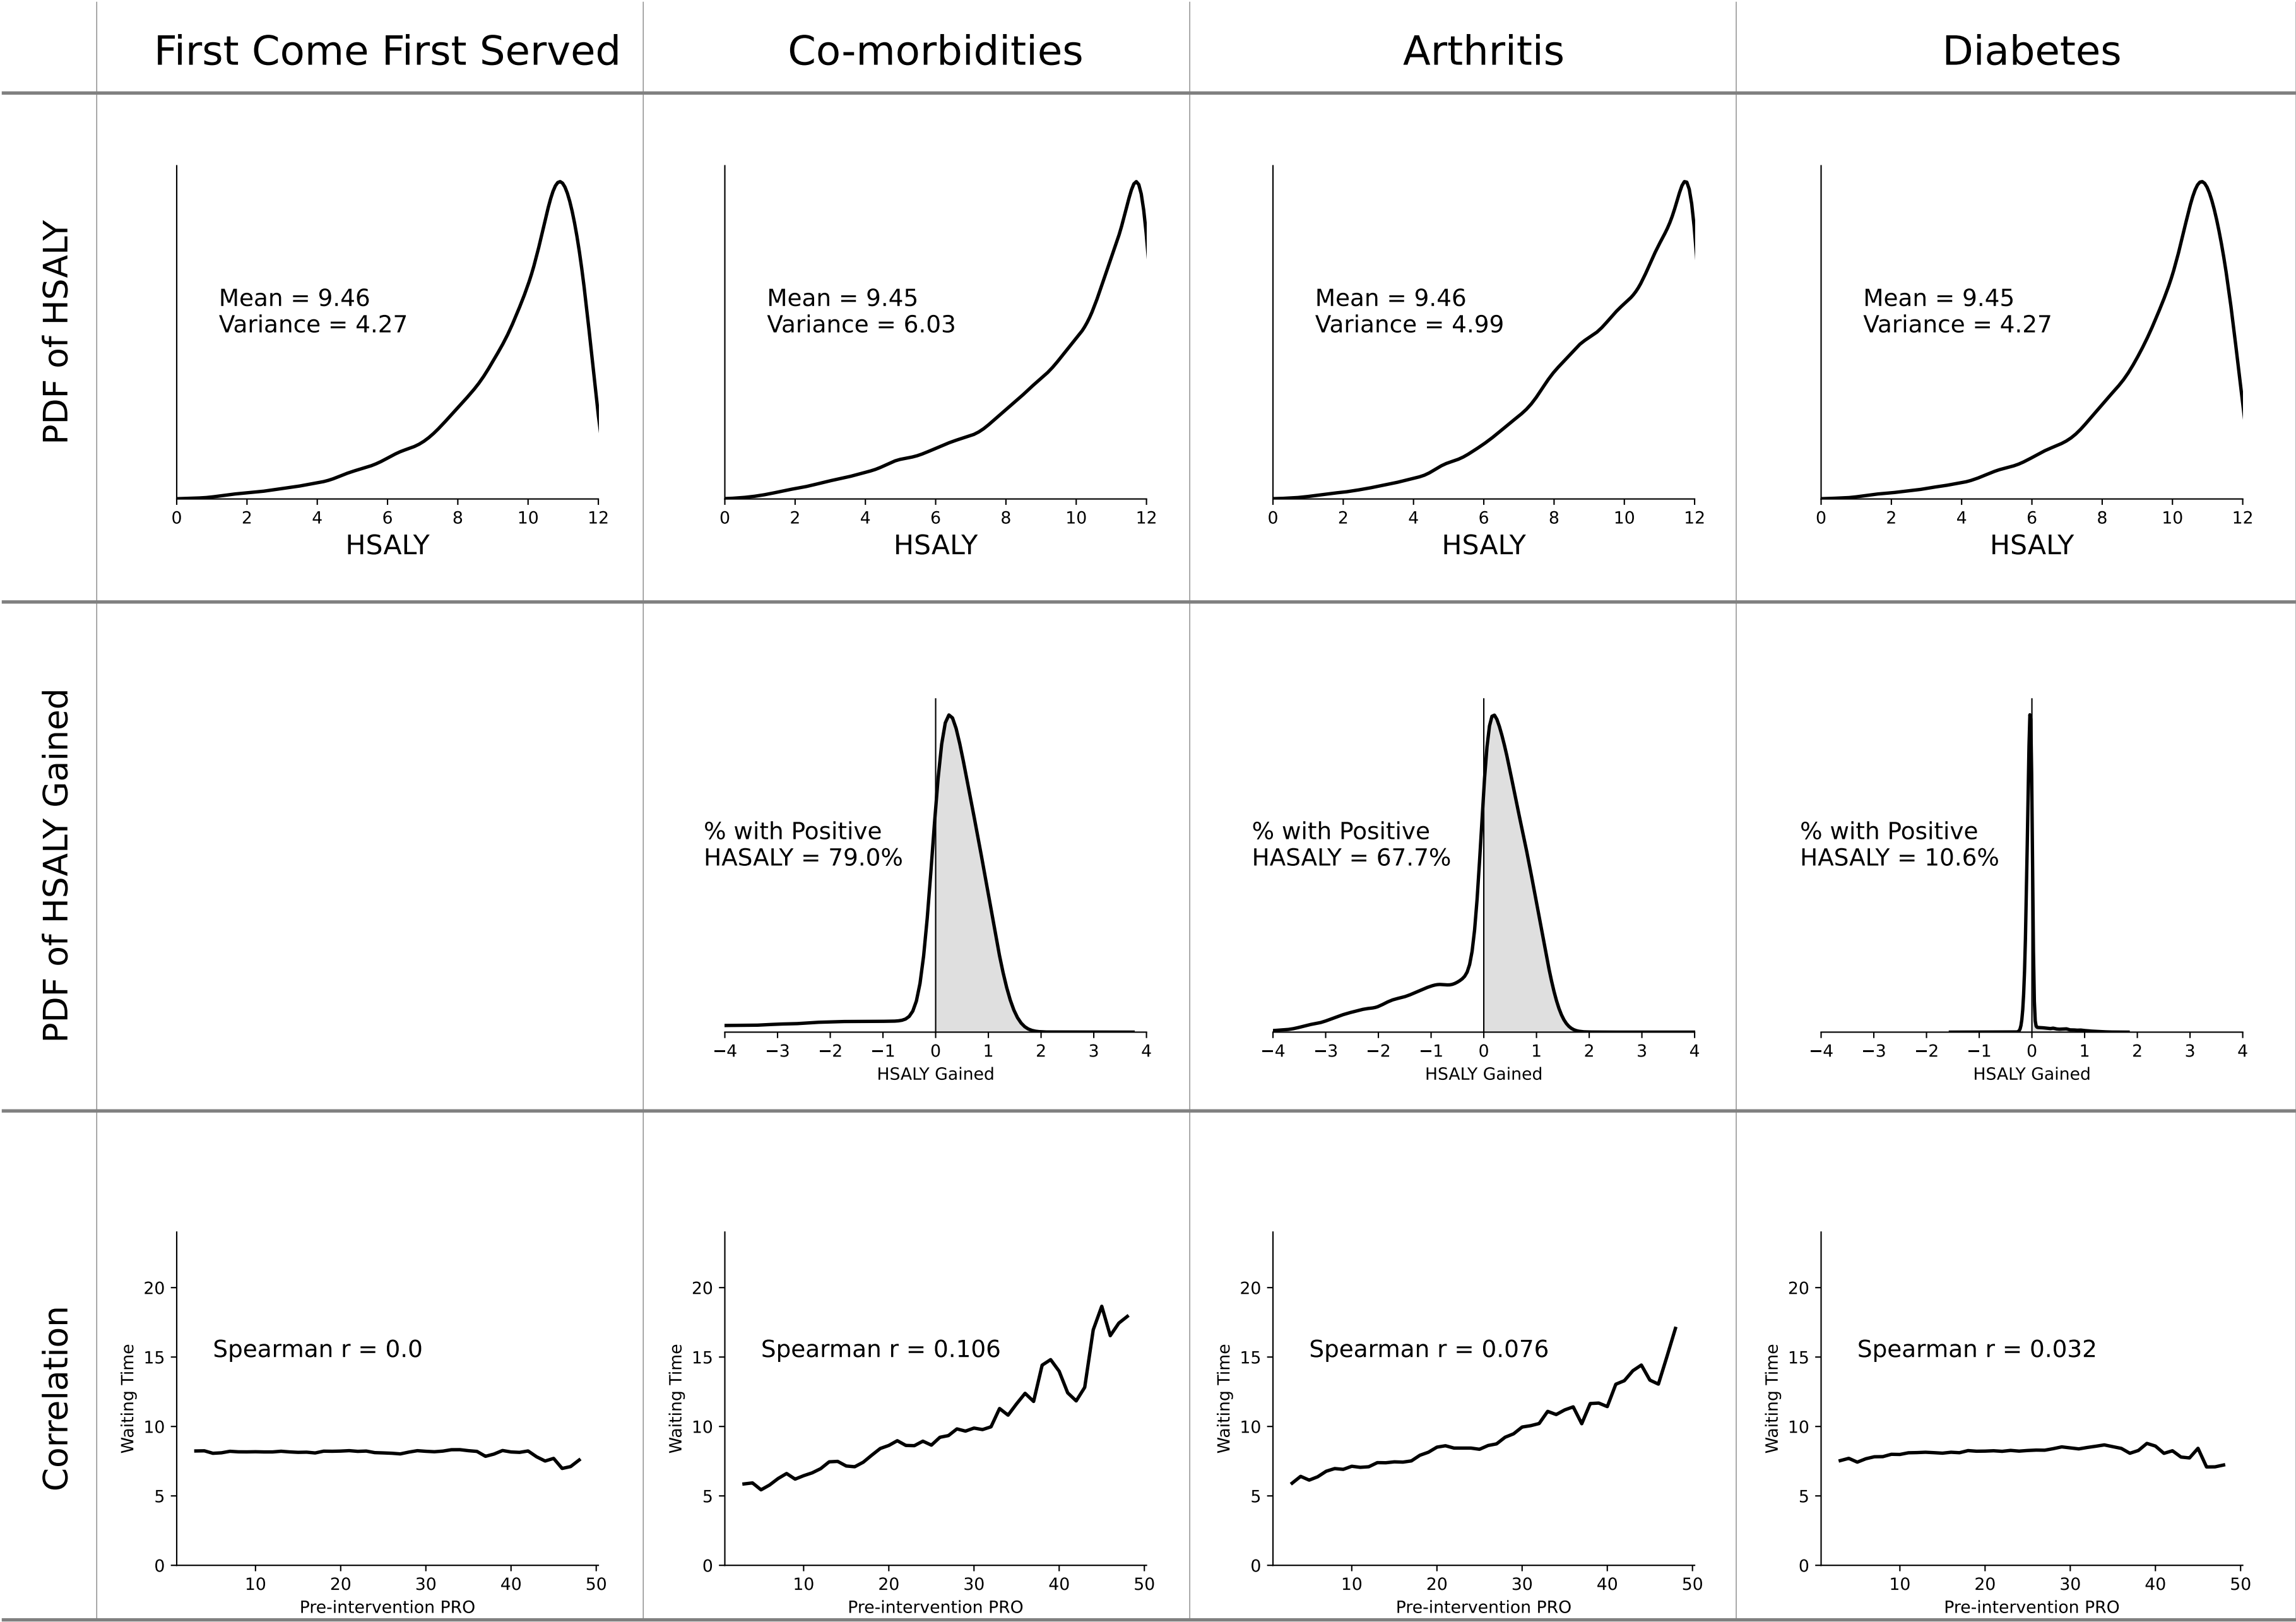 First Come First Served
Co-morbidities
Arthritis
Diabetes
PDF of HSALY
Mean = 9.46
Variance = 4.27
0 2 4 6 8 10 12
HSALY
Mean = 9.45
Variance = 6.03
0 2 4 6 8 10 12
HSALY
Mean = 9.46
Variance = 4.99
0 2 4 6 8 10 12
HSALY
Mean = 9.45
Variance = 4.27
0 2 4 6 8 10 12
HSALY
PDF of HSALY Gained
% with Positive
HASALY = 79.0%
−4 −3 −2 −1 0 1 2 3 4
HSALY Gained
% with Positive
HASALY = 67.7%
−4 −3 −2 −1 0 1 2 3 4
HSALY Gained
% with Positive
HASALY = 10.6%
−4 −3 −2 −1 0 1 2 3 4
HSALY Gained
Correlation
Waiting Time
20
15
10
5
0
Spearman r = 0.0
10 20 30 40 50
Pre-intervention PRO
Waiting Time
20
15
10
5
0
Spearman r = 0.106
10 20 30 40 50
Pre-intervention PRO
Waiting Time
20
15
10
5
0
Spearman r = 0.076
10 20 30 40 50
Pre-intervention PRO
Waiting Time
20
15
10
5
0
Spearman r = 0.032
10 20 30 40 50
Pre-intervention PRO